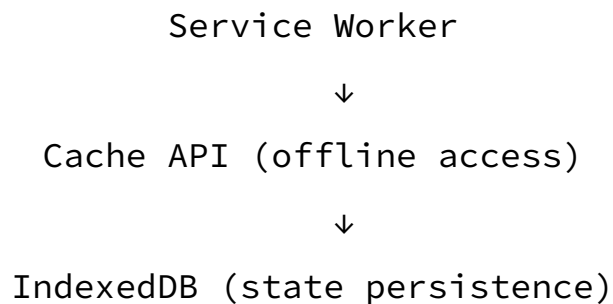 Service Worker
↓
Cache API (offline access)
↓
IndexedDB (state persistence)